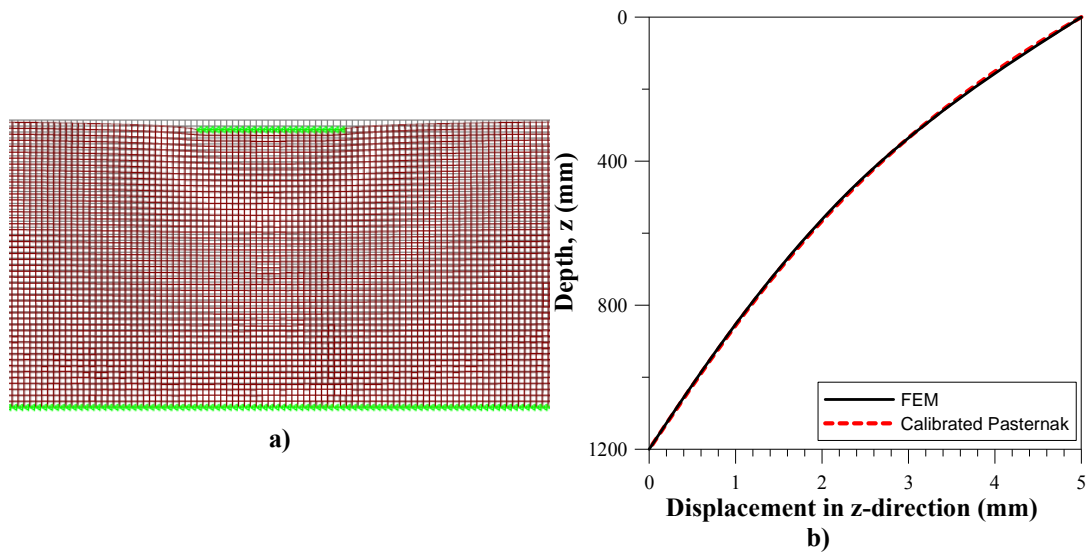 a)
0
400
800
1200
Depth, z (mm)
FEM
Calibrated Pasternak
0 1 2 3 4 5
Displacement in z-direction (mm)
b)